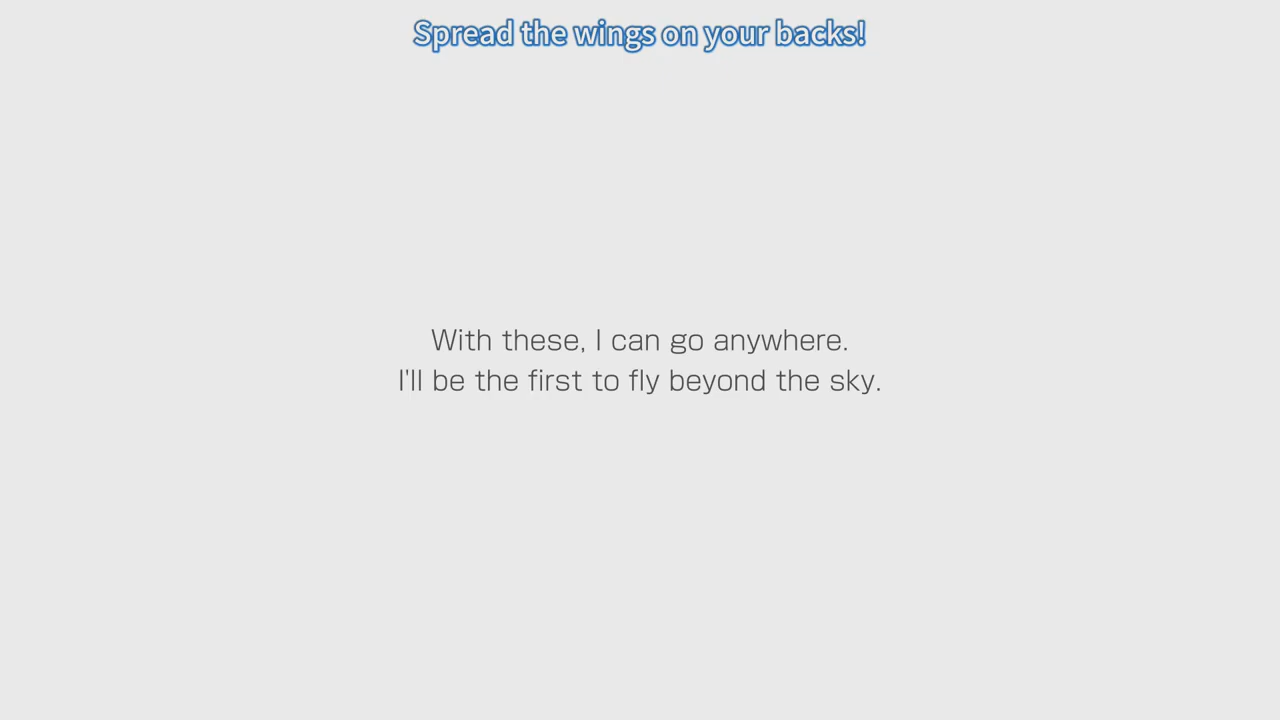 Spread the wings on your backs!
With these, I can go anywhere.
I'll be the first to fly beyond the sky.